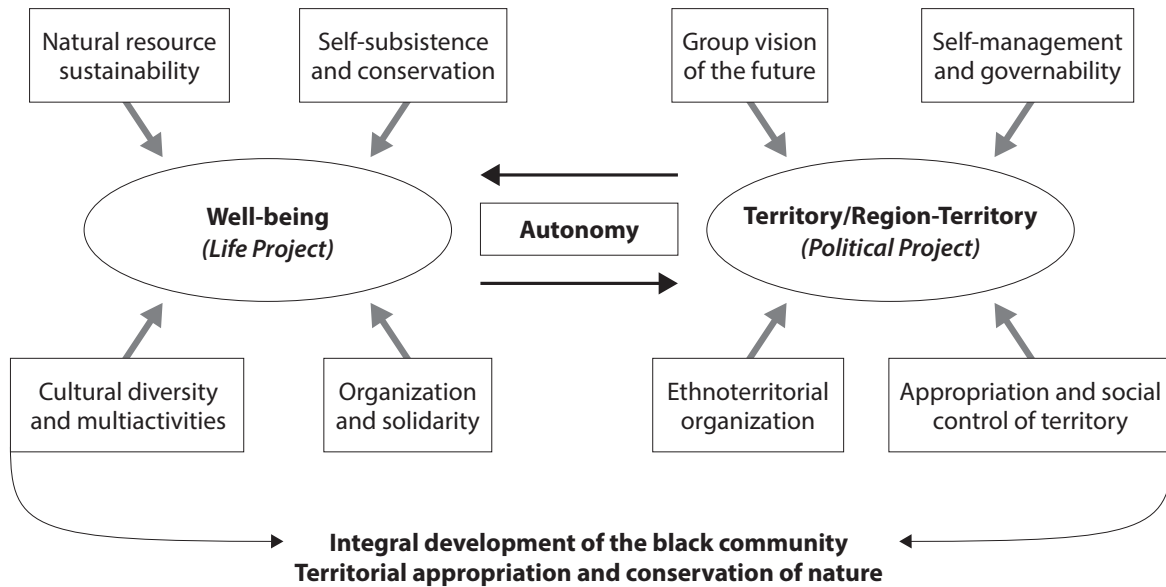 Natural resource
sustainability
Self-subsistence
and conservation
Group vision
of the future
Self-management
and governability
Well-being
(Life Project)
Autonomy
Territory/Region-Territory
(Political Project)
Cultural diversity
and multiactivities
Organization
and solidarity
Ethnoterritorial
organization
Appropriation and social
control of territory
Integral development of the black community
Territorial appropriation and conservation of nature